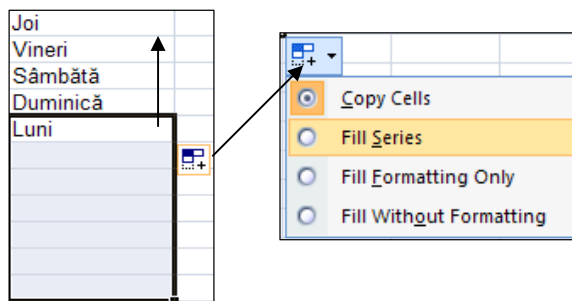 Joi
Vineri
Sâmbătă
Duminică
Luni
Copy Cells
Fill Series
Fill Formatting Only
Fill Without Formatting